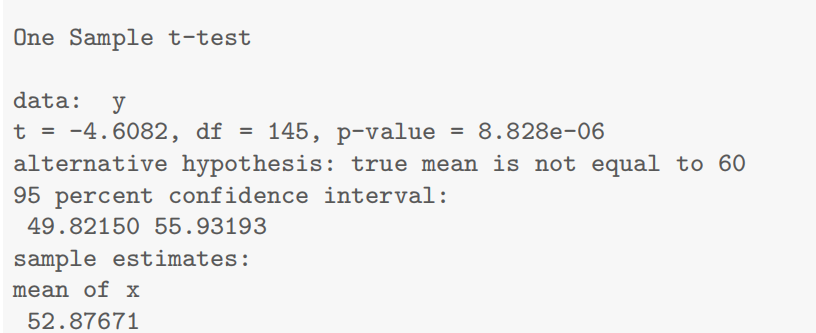 One Sample t-test
data:  y
t = -4.6082, df = 145, p-value = 8.828e-06
alternative hypothesis: true mean is not equal to 60
95 percent confidence interval:
 49.82150 55.93193
sample estimates:
mean of x
 52.87671